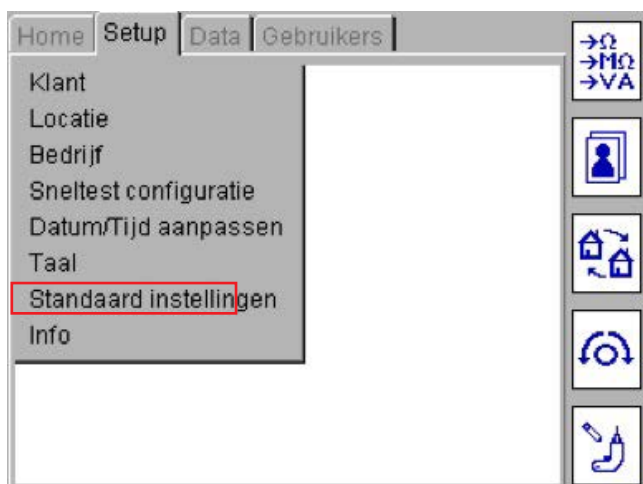 Home Setup Data Gebruikers
Klant
Locatie
Bedrijf
Sneltest configuratie
Datum/Tijd aanpassen
Taal
Standaard instellingen
Info
→Ω
→MΩ
→VA